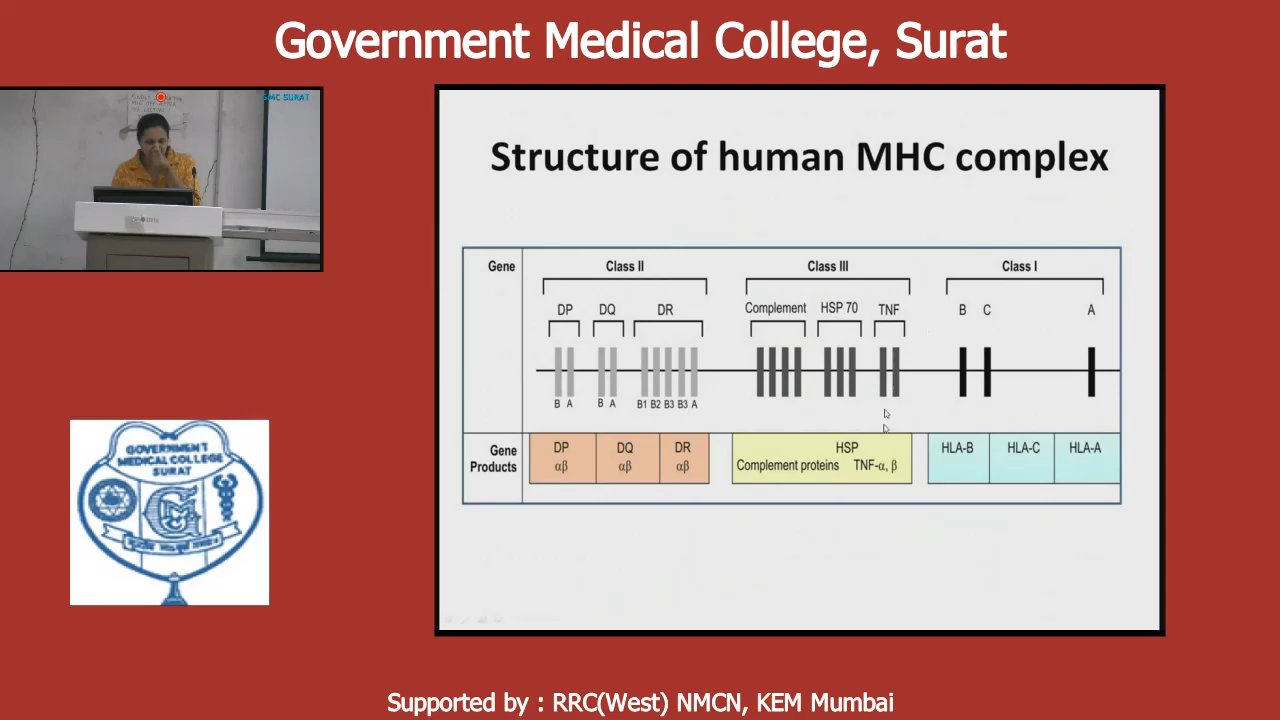 Government Medical College, Surat
GMC SURAT
Structure of human MHC complex
Gene Class II Class III Class I
DP DQ DR Complement HSP 70 TNF B C A
B A B A B1 B2 B3 B3 A
Gene Products
DP αβ
DQ αβ
DR αβ
HSP
Complement proteins TNF-α, β
HLA-B HLA-C HLA-A
GOVERNMENT
MEDICAL COLLEGE
SURAT
Supported by : RRC(West) NMCN, KEM Mumbai